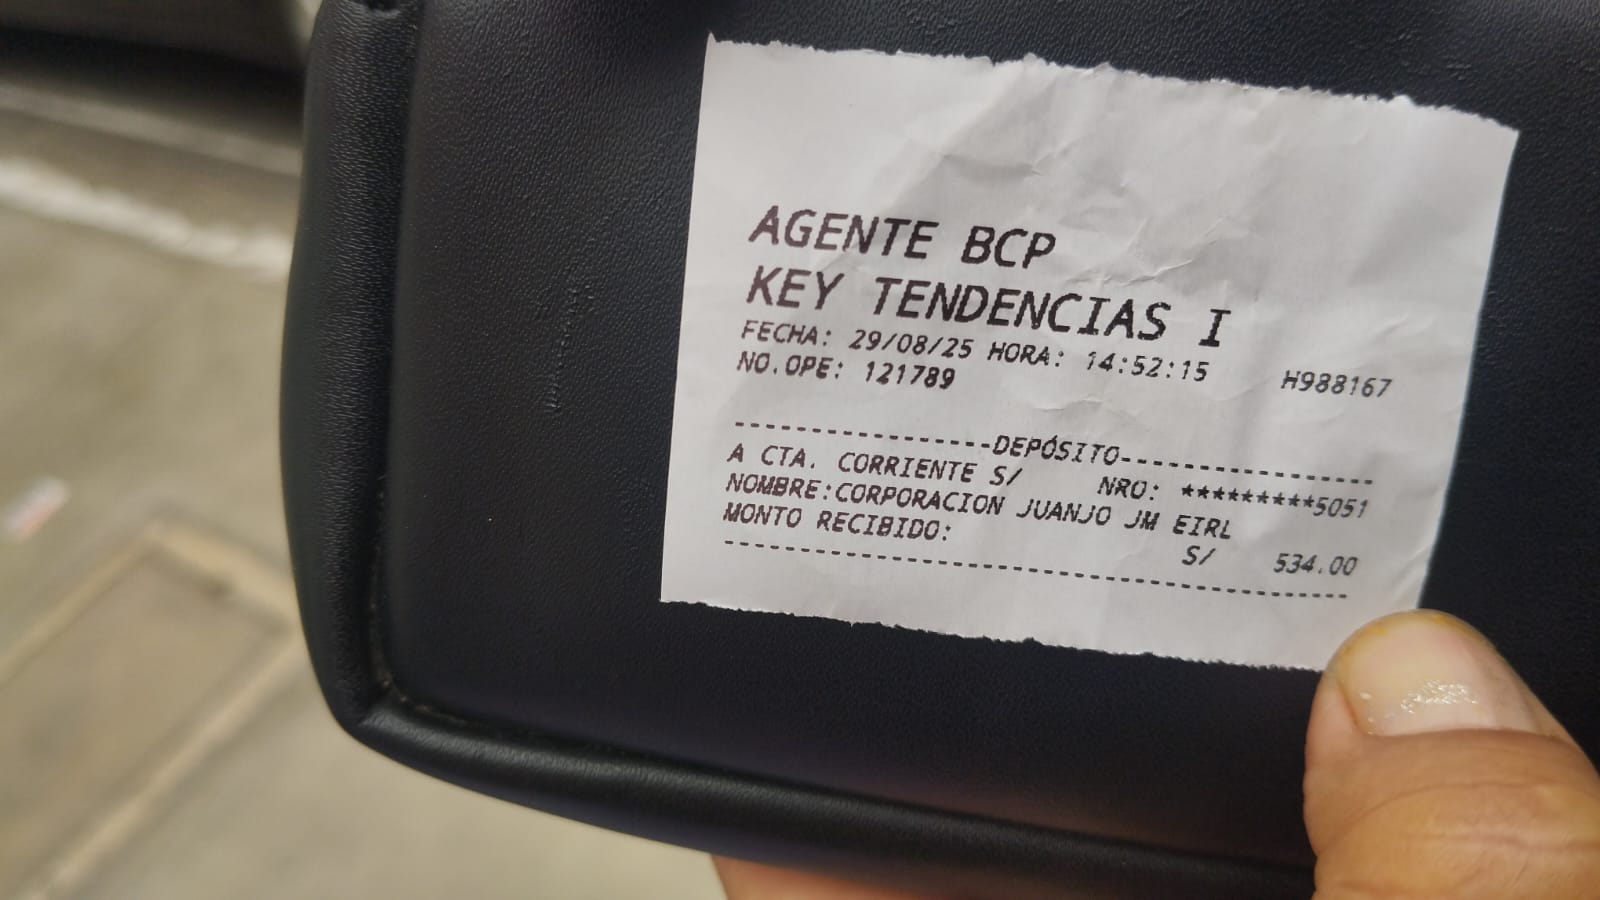 AGENTE BCP
KEY TENDENCIAS I
FECHA: 29/08/25 HORA: 14:52:15 H988167
NO.OPE: 121789
-----------------DEPÓSITO-----------------
A CTA. CORRIENTE S/ NRO: *********5051
NOMBRE:CORPORACION JUANJO JM EIRL
MONTO RECIBIDO: S/ 534.00
------------------------------------------